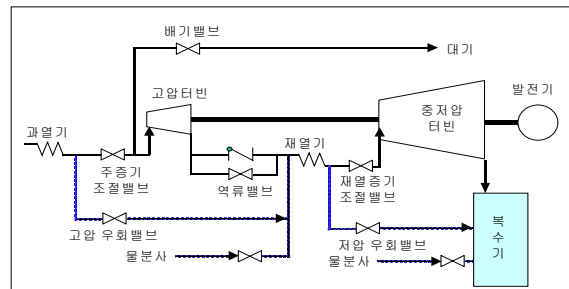 배기밸브
대기
고압터빈
발전기
중저압
터빈
과열기
재열기
주증기
조절밸브
역류밸브
재열증기
조절밸브
고압 우회밸브
저압 우회밸브
복수기
물분사
물분사